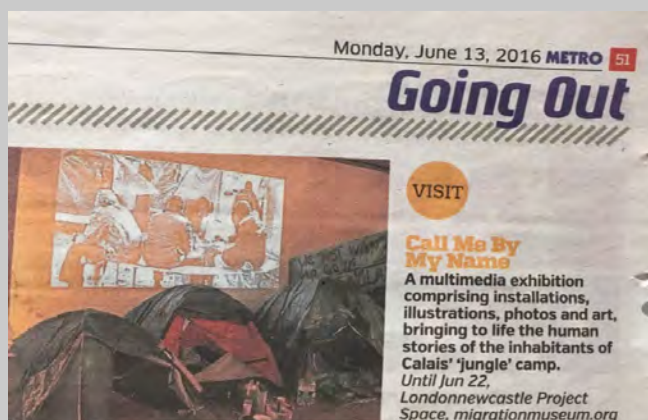 Monday, June 13, 2016 METRO 51
Going Out
VISIT
Call Me By
My Name
A multimedia exhibition
comprising installations,
illustrations, photos and art,
bringing to life the human
stories of the inhabitants of
Calais' 'jungle' camp.
Until Jun 22,
Londonnewcastle Project
Space, migrationmuseum.org